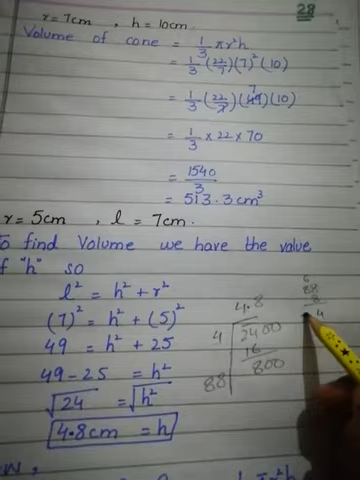 28
r = 7cm , h = 10cm
Volume of cone = 1/3 πr²h
= 1/3 (22/7) (7)² (10)
= 1/3 (22/7) (49) 7 (10)
= 1/3 × 22 × 70
= 1540/3
= 513.3 cm³
r = 5cm , l = 7cm.
To find Volume we have the value
of "h" so
l² = h² + r²
(7)² = h² + (5)²
49 = h² + 25
49 - 25 = h²
√24 = √h²
4.8cm = h
4.8
4 2400
16
88 800
6
88
8
4